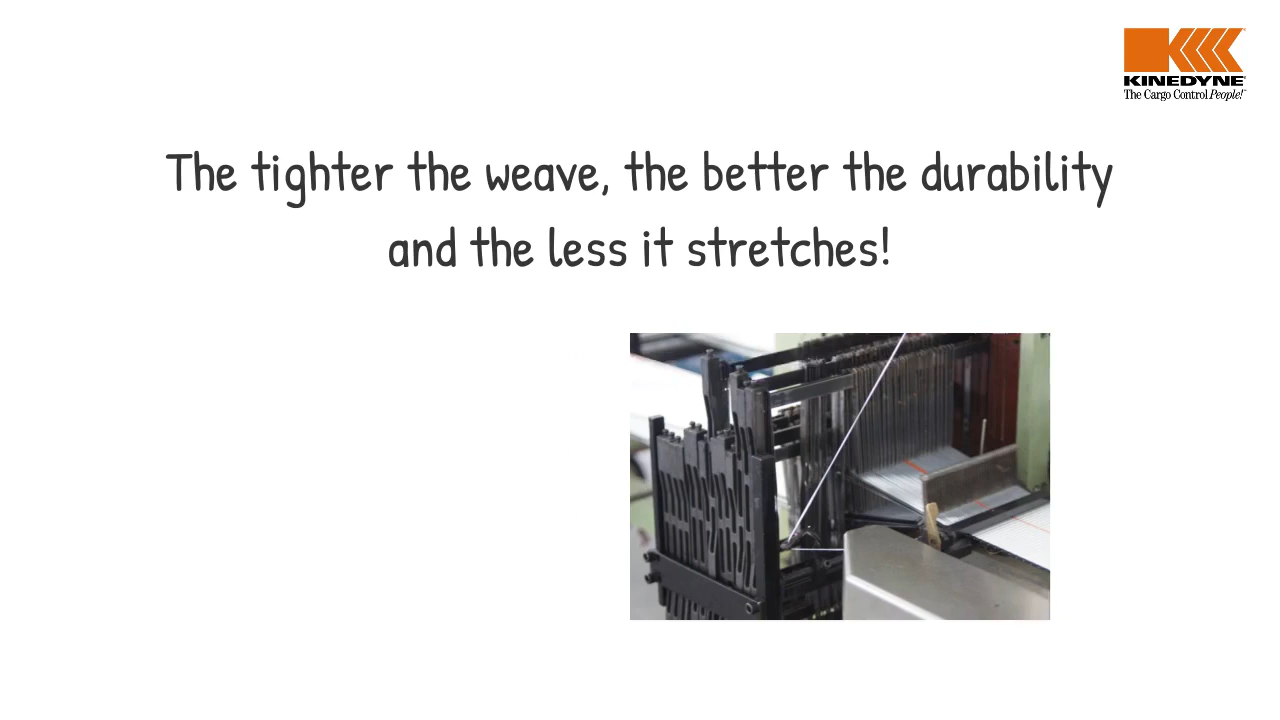 KINEDYNE
The Cargo Control People!
The tighter the weave, the better the durability
and the less it stretches!